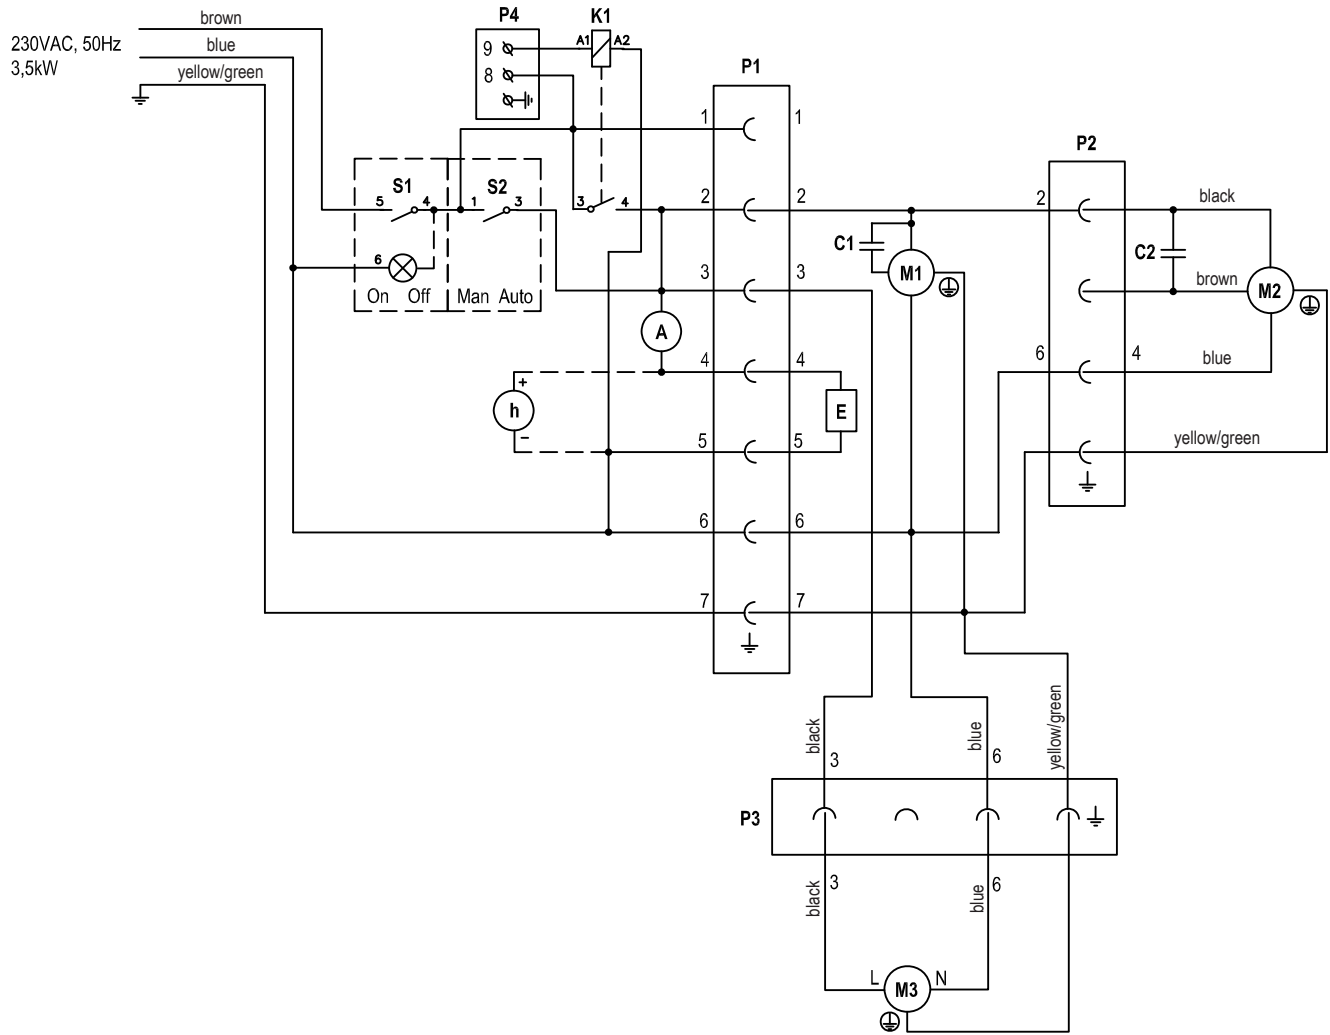 brown
230VAC, 50Hz
blue
3,5kW
yellow/green
P4
K1
9
A1
A2
8
P1
1
1
P2
S1
S2
5
4
1
3
3
4
2
2
2
black
C1
C2
M1
6
3
3
brown
M2
On
Off
Man
Auto
A
4
4
6
4
blue
+
h
E
–
5
5
yellow/green
6
6
7
7
black
blue
yellow/green
3
6
P3
black
3
blue
6
L
M3
N